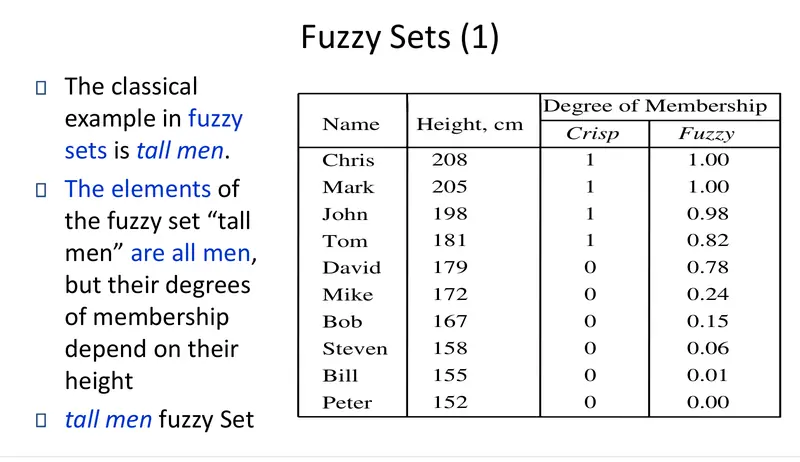 Fuzzy Sets (1)
The classical
example in fuzzy
sets is tall men.
The elements of
the fuzzy set “tall
men” are all men,
but their degrees
of membership
depend on their
height
tall men fuzzy Set
Degree of Membership
Name Height, cm Crisp Fuzzy
Chris 208 1 1.00
Mark 205 1 1.00
John 198 1 0.98
Tom 181 1 0.82
David 179 0 0.78
Mike 172 0 0.24
Bob 167 0 0.15
Steven 158 0 0.06
Bill 155 0 0.01
Peter 152 0 0.00